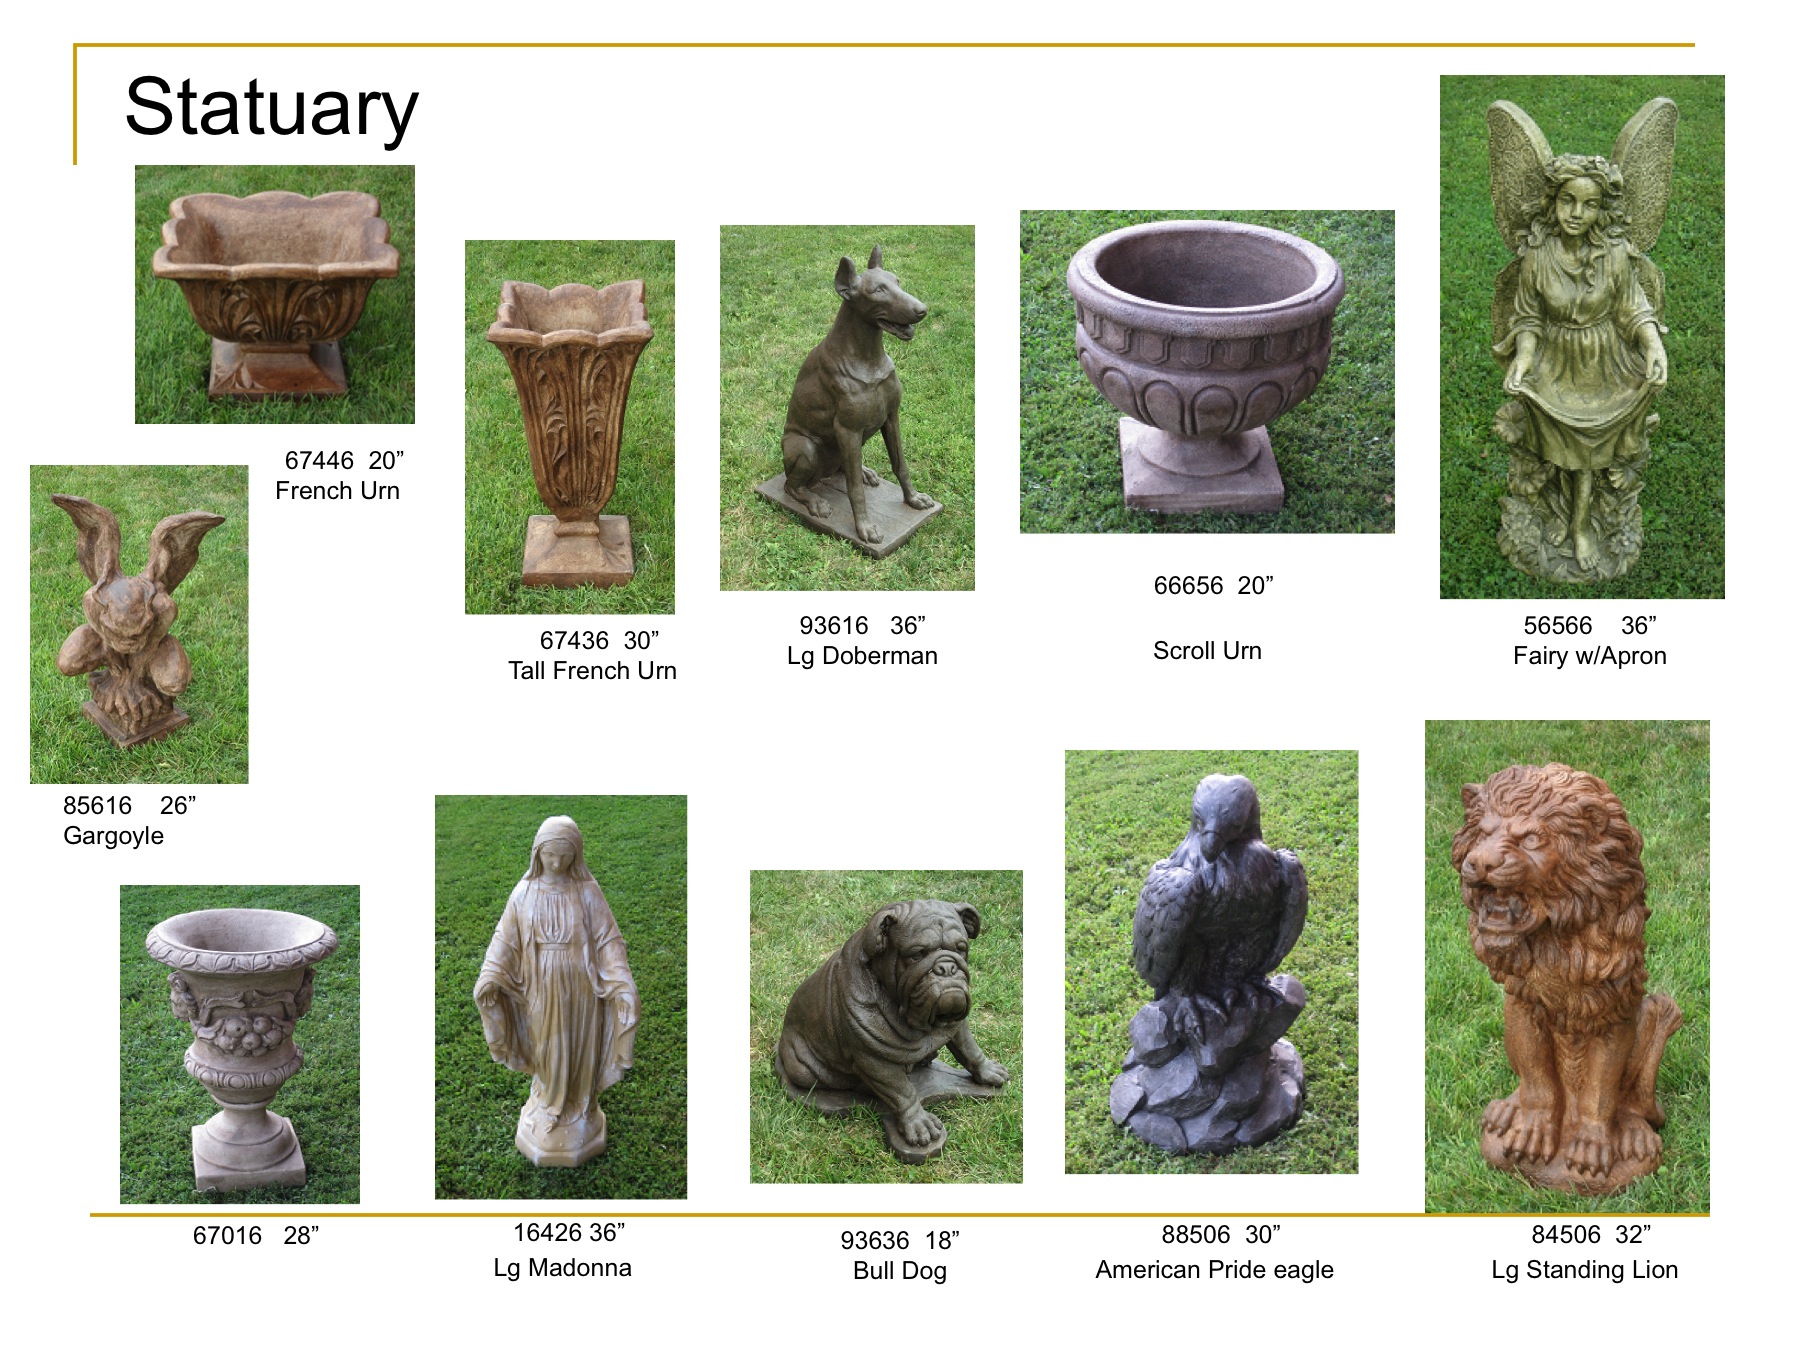 Statuary
67446  20”
French Urn
67436  30”
Tall French Urn
93616   36”
Lg Doberman
66656  20”
Scroll Urn
56566    36”
Fairy w/Apron
85616    26”
Gargoyle
67016   28”
16426 36”
Lg Madonna
93636  18”
Bull Dog
88506  30”
American Pride eagle
84506  32”
Lg Standing Lion